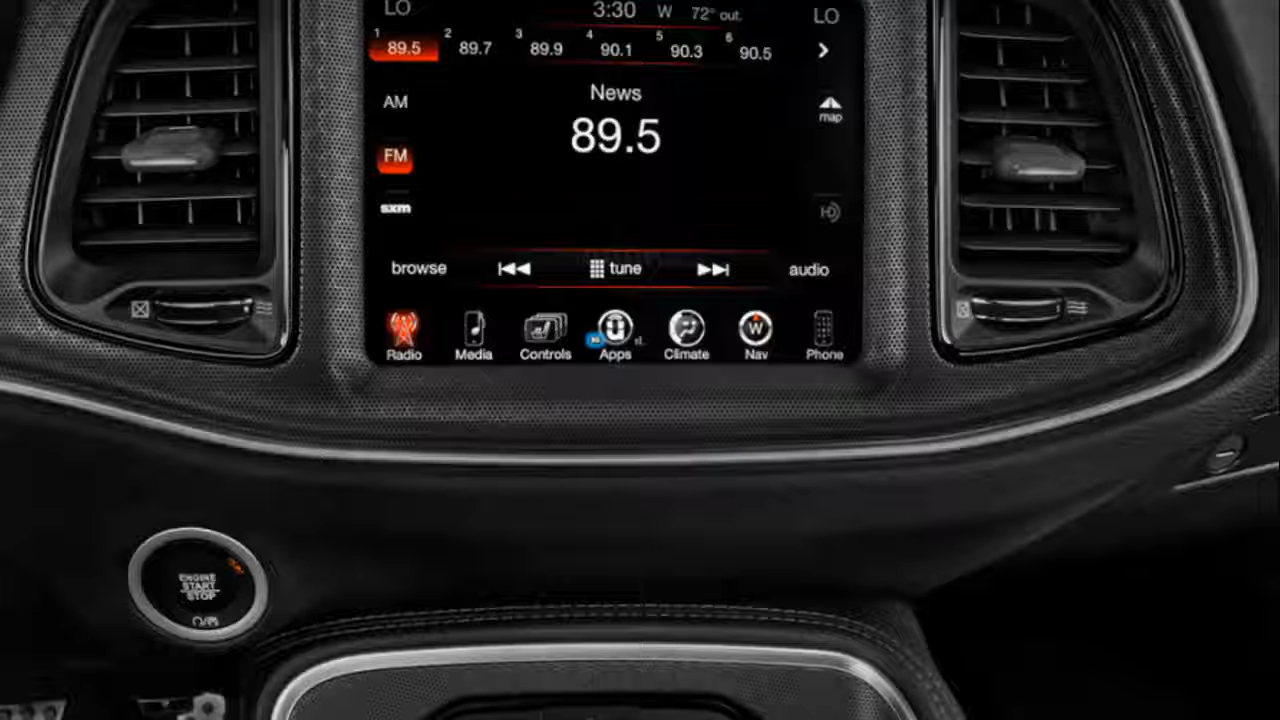 LO 3:30 W 72° out. LO
1 89.5 2 89.7 3 89.9 4 90.1 5 90.3 6 90.5
News
AM
map
89.5
FM
sxm
HD
browse tune audio
W
Radio Media Controls Apps Climate Nav Phone
ENGINE
START
STOP